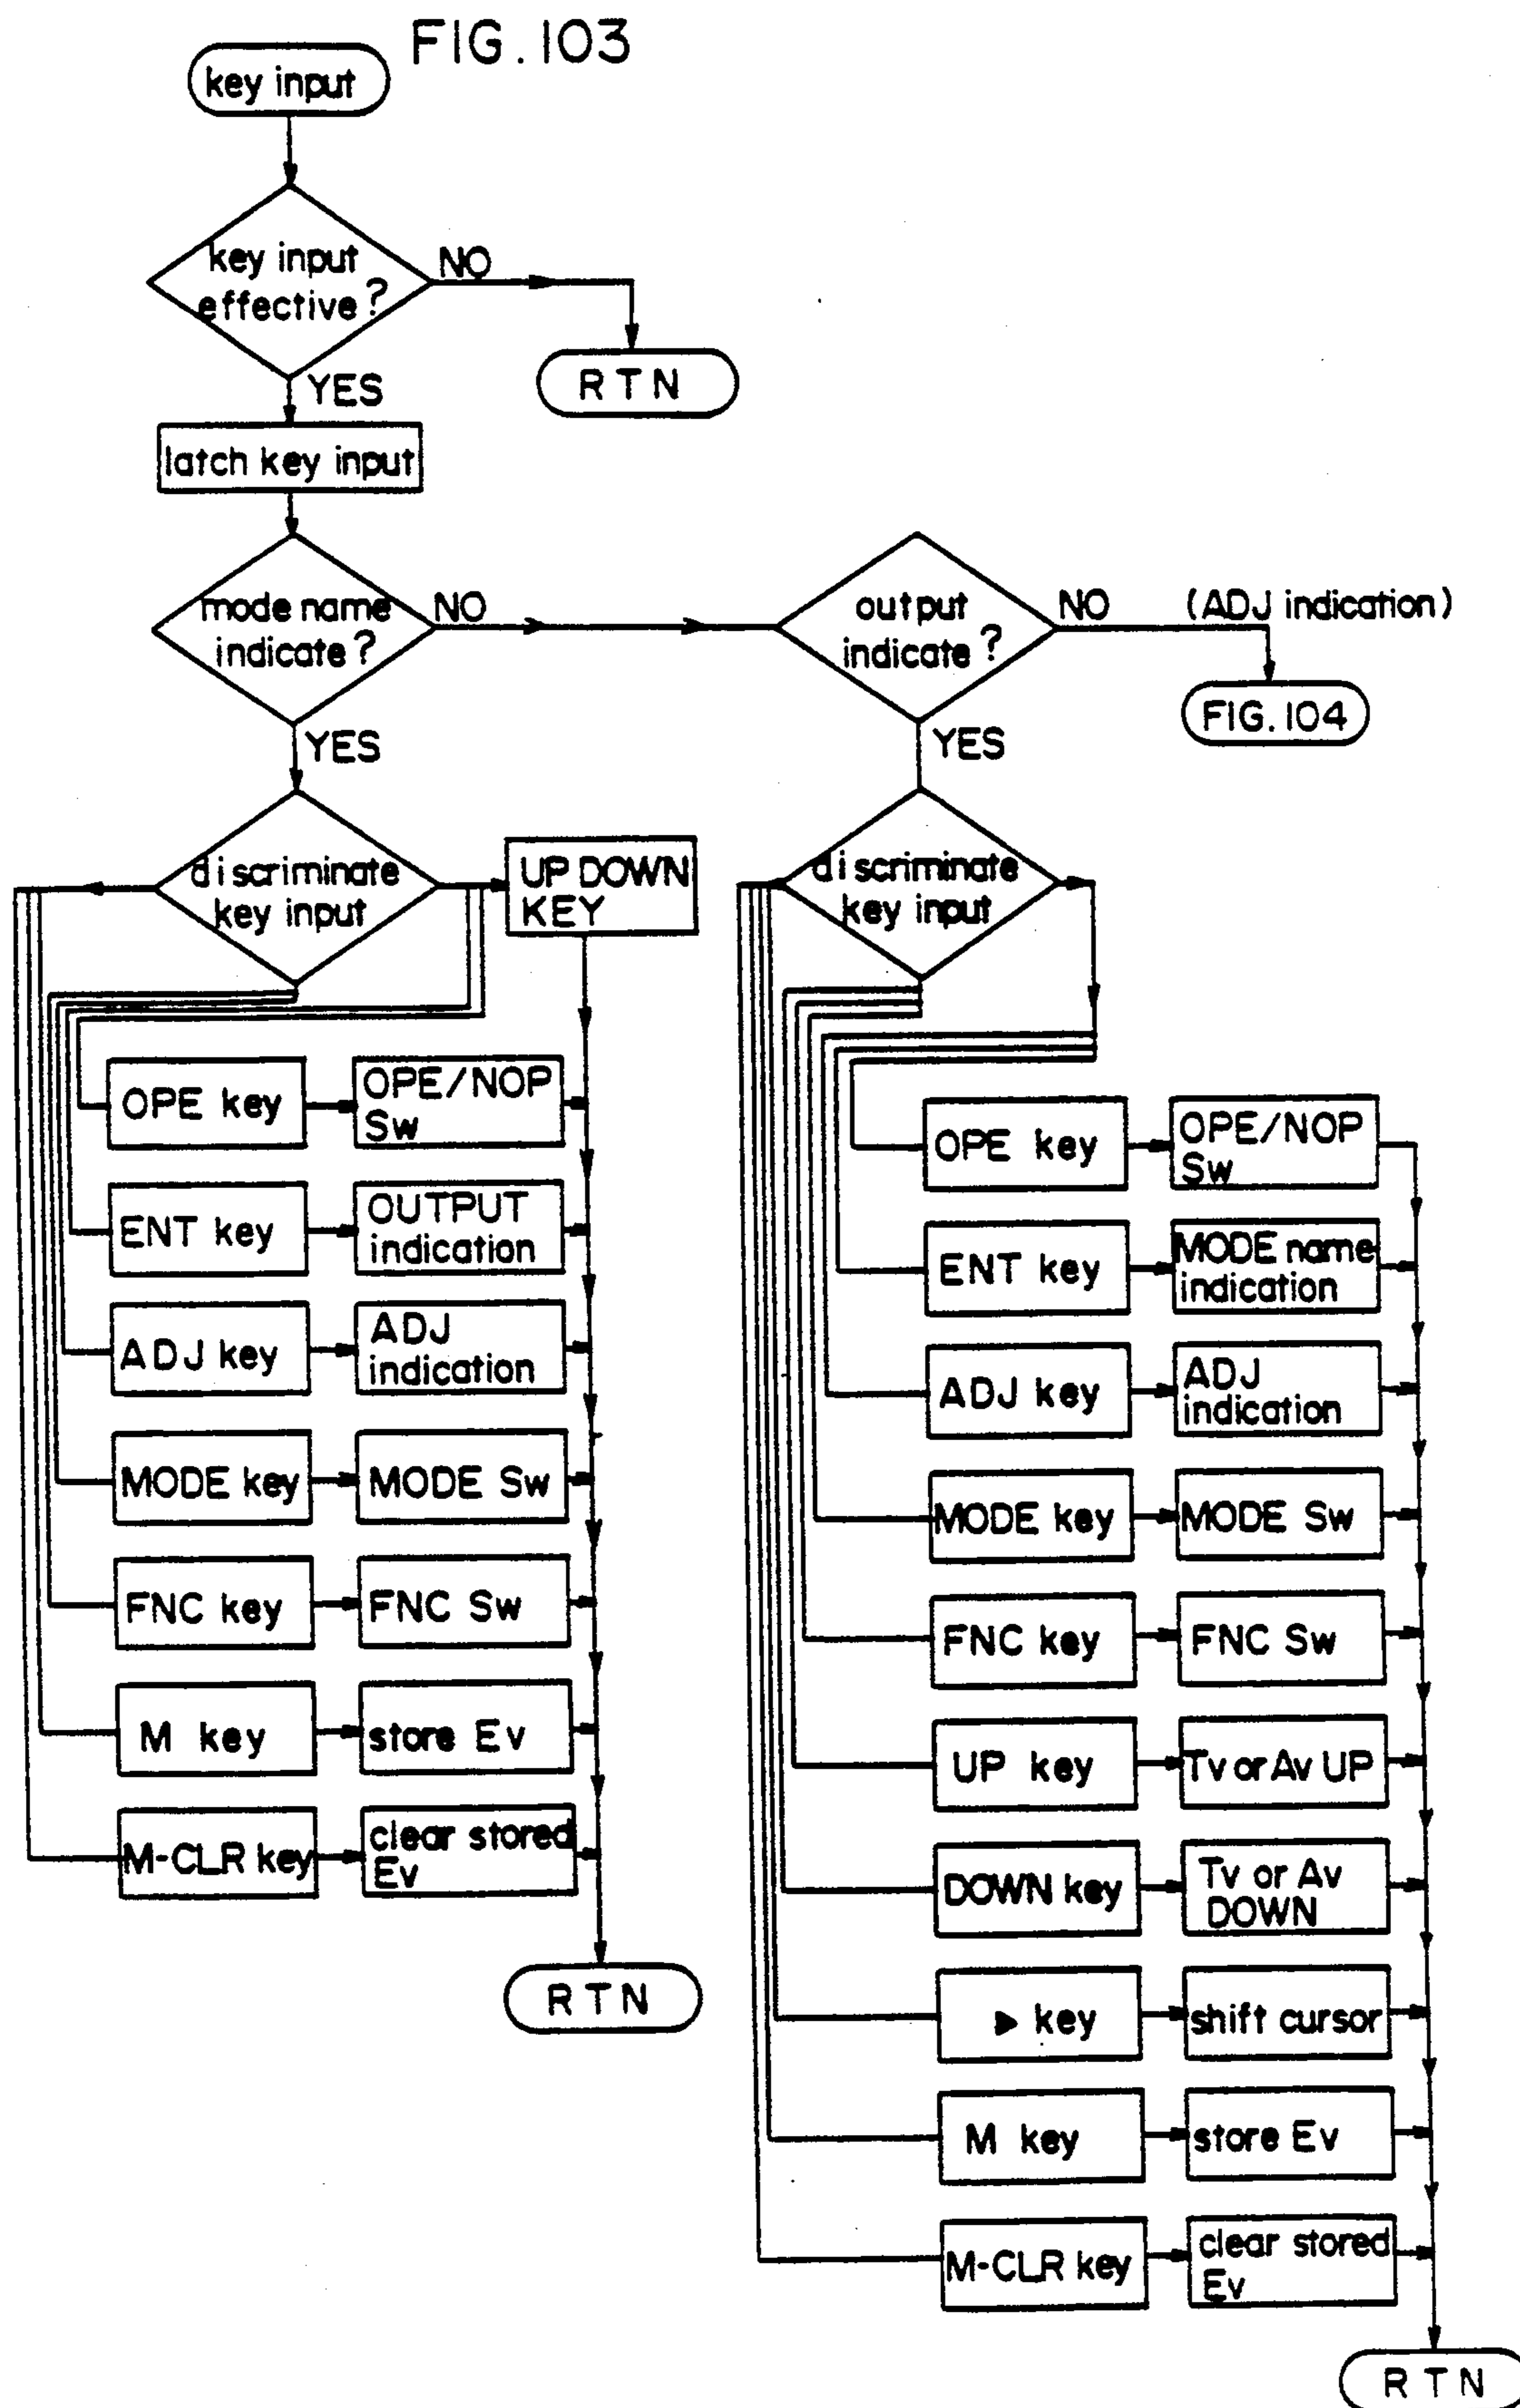 FIG. 103
key input
key input
effective?
NO
RTN
YES
latch key input
mode name
indicate?
NO
output
indicate?
NO (ADJ indication)
FIG. 104
YES
YES
discriminate
key input
UP DOWN
KEY
OPE key
OPE/NOP
Sw
ENT key
OUTPUT
indication
ADJ key
ADJ
indication
MODE key
MODE Sw
FNC key
FNC Sw
M key
store Ev
M-CLR key
clear stored
Ev
RTN
discriminate
key input
OPE key
OPE/NOP
Sw
ENT key
MODE name
indication
ADJ key
ADJ
indication
MODE key
MODE Sw
FNC key
FNC Sw
UP key
Tv or Av UP
DOWN key
Tv or Av
DOWN
▶ key
shift cursor
M key
store Ev
M-CLR key
clear stored
Ev
RTN